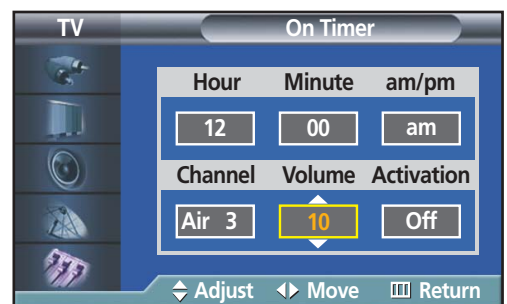 TV On Timer
Hour Minute am/pm
12 00 am
Channel Volume Activation
Air 3 10 Off
Adjust Move Return